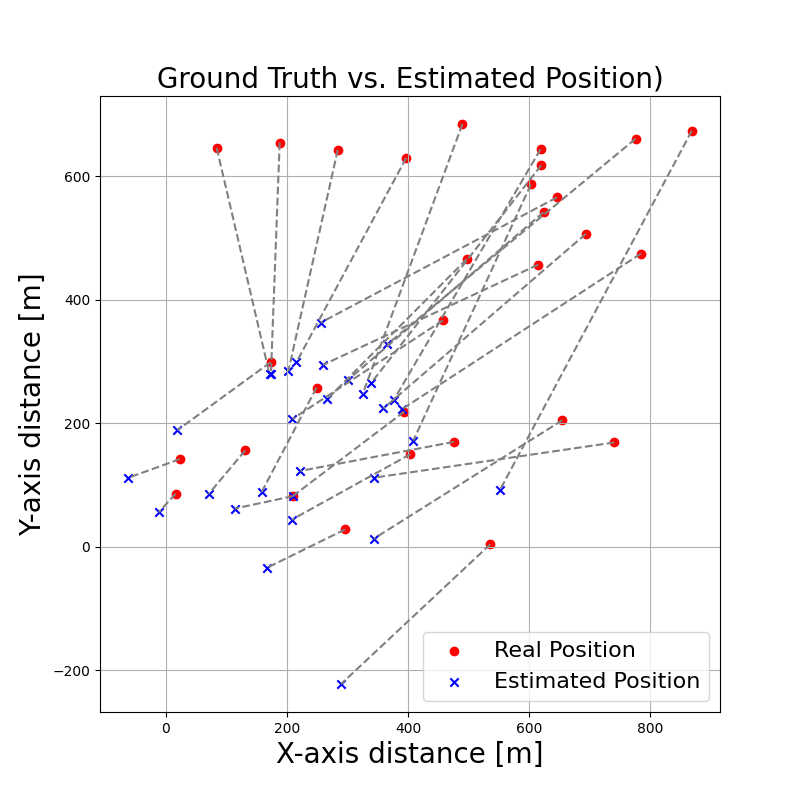 Ground Truth vs. Estimated Position)
Y-axis distance [m]
600
400
200
0
−200
0 200 400 600 800
X-axis distance [m]
Real Position
Estimated Position